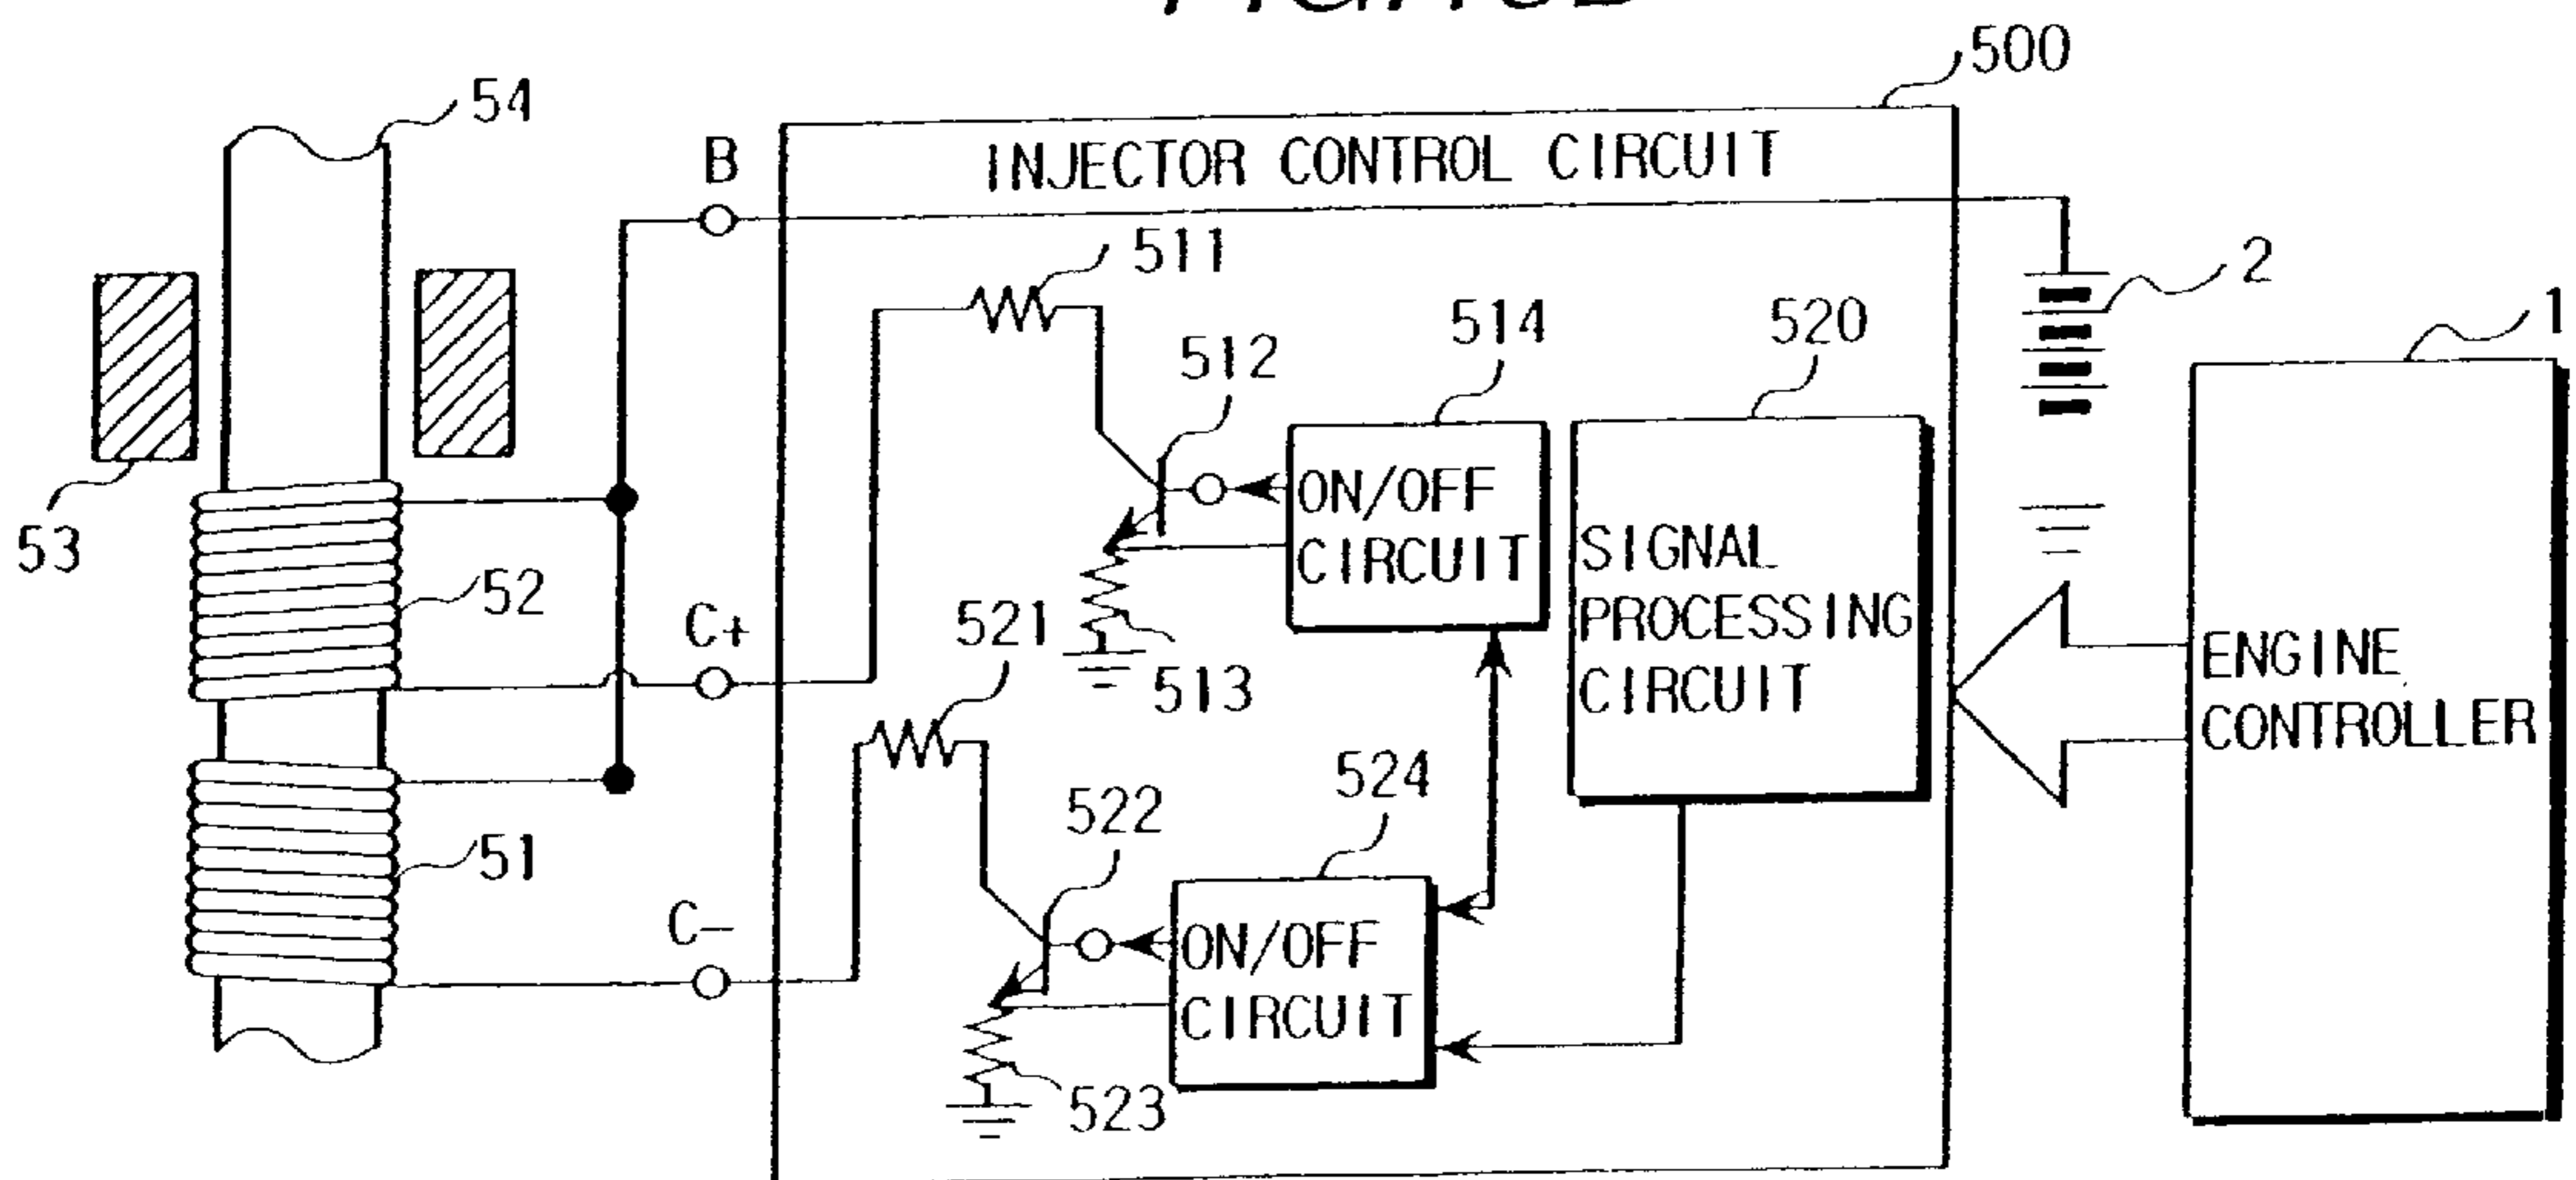 500
54
B
INJECTOR CONTROL CIRCUIT
511
2
514
520
1
512
ON/OFF
CIRCUIT
SIGNAL
PROCESSING
CIRCUIT
53
52
C+
521
513
ENGINE
CONTROLLER
524
522
51
C-
ON/OFF
CIRCUIT
523